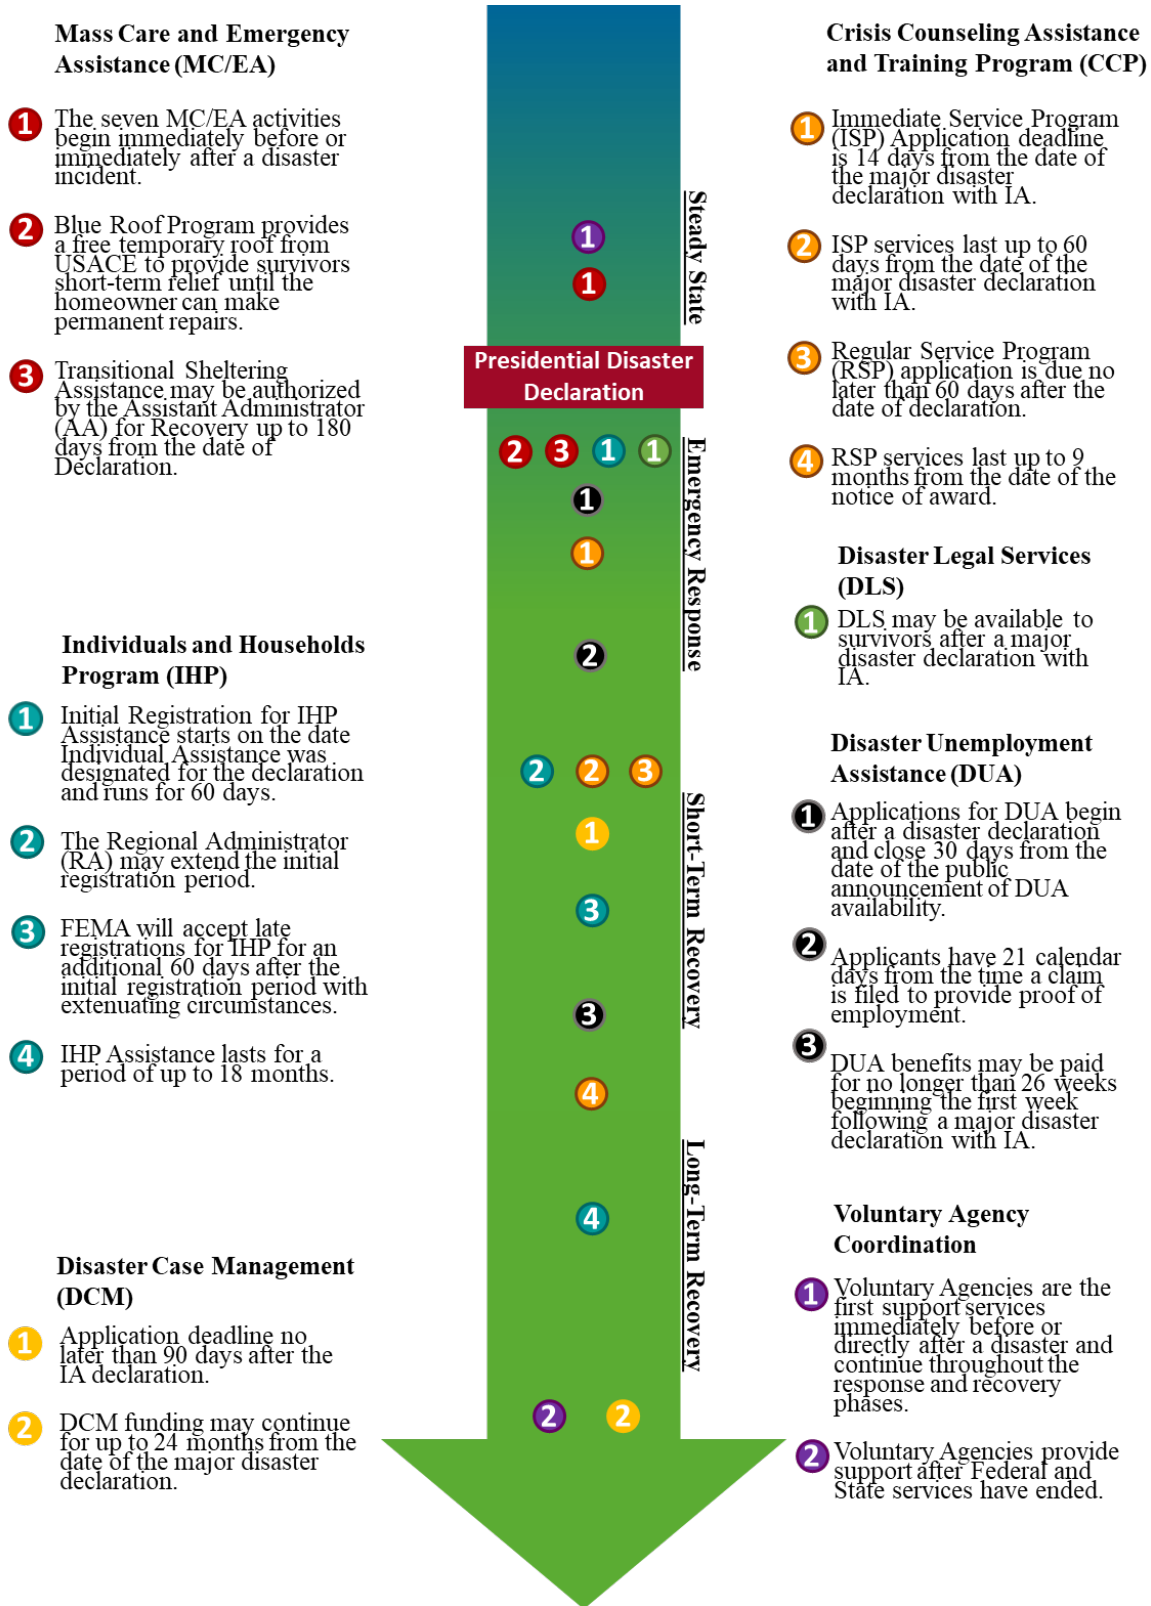 Mass Care and Emergency
Assistance (MC/EA)
1 The seven MC/EA activities
begin immediately before or
immediately after a disaster
incident.
2 Blue Roof Program provides
a free temporary roof from
USACE to provide survivors
short-term relief until the
homeowner can make
permanent repairs.
3 Transitional Sheltering
Assistance may be authorized
by the Assistant Administrator
(AA) for Recovery up to 180
days from the date of
Declaration.
Individuals and Households
Program (IHP)
1 Initial Registration for IHP
Assistance starts on the date
Individual Assistance was
designated for the declaration
and runs for 60 days.
2 The Regional Administrator
(RA) may extend the initial
registration period.
3 FEMA will accept late
registrations for IHP for an
additional 60 days after the
initial registration period with
extenuating circumstances.
4 IHP Assistance lasts for a
period of up to 18 months.
Disaster Case Management
(DCM)
1 Application deadline no
later than 90 days after the
IA declaration.
2 DCM funding may continue
for up to 24 months from the
date of the major disaster
declaration.
Steady State
1
1
Presidential Disaster
Declaration
Emergency Response
2 3 1 1
1
1
2
2 2 3
Short-Term Recovery
1
3
3
4
Long-Term Recovery
4
2 2
Crisis Counseling Assistance
and Training Program (CCP)
1 Immediate Service Program
(ISP) Application deadline
is 14 days from the date of
the major disaster
declaration with IA.
2 ISP services last up to 60
days from the date of the
major disaster declaration
with IA.
3 Regular Service Program
(RSP) application is due no
later than 60 days after the
date of declaration.
4 RSP services last up to 9
months from the date of the
notice of award.
Disaster Legal Services
(DLS)
1 DLS may be available to
survivors after a major
disaster declaration with
IA.
Disaster Unemployment
Assistance (DUA)
1 Applications for DUA begin
after a disaster declaration
and close 30 days from the
date of the public
announcement of DUA
availability.
2 Applicants have 21 calendar
days from the time a claim
is filed to provide proof of
employment.
3 DUA benefits may be paid
for no longer than 26 weeks
beginning the first week
following a major disaster
declaration with IA.
Voluntary Agency
Coordination
1 Voluntary Agencies are the
first support services
immediately before or
directly after a disaster and
continue throughout the
response and recovery
phases.
2 Voluntary Agencies provide
support after Federal and
State services have ended.